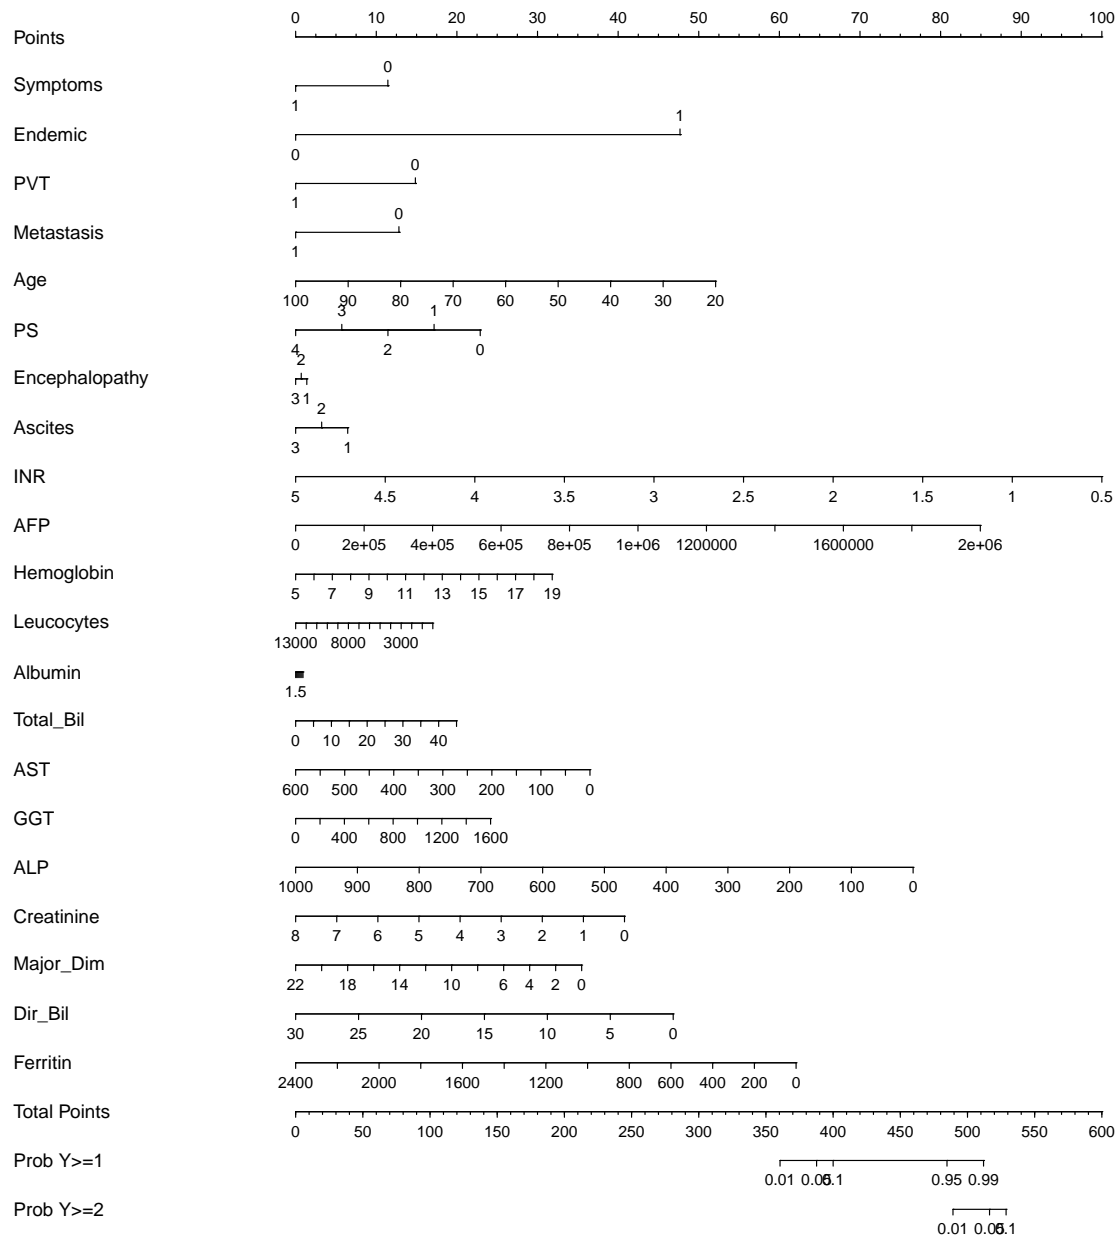 0 10 20 30 40 50 60 70 80 90 100
Points
0
Symptoms
1
1
Endemic
0
0
PVT
1
0
Metastasis
1
Age
100 90 80 70 60 50 40 30 20
3 1
PS
4 2 0
2
Encephalopathy
3 1
2
Ascites
3 1
INR
5 4.5 4 3.5 3 2.5 2 1.5 1 0.5
AFP
0 2e+05 4e+05 6e+05 8e+05 1e+06 1200000 1600000 2e+06
Hemoglobin
5 7 9 11 13 15 17 19
Leucocytes
13000 8000 3000
Albumin
1.5
Total_Bil
0 10 20 30 40
AST
600 500 400 300 200 100 0
GGT
0 400 800 1200 1600
ALP
1000 900 800 700 600 500 400 300 200 100 0
Creatinine
8 7 6 5 4 3 2 1 0
Major_Dim
22 18 14 10 6 4 2 0
Dir_Bil
30 25 20 15 10 5 0
Ferritin
2400 2000 1600 1200 800 600 400 200 0
Total Points
0 50 100 150 200 250 300 350 400 450 500 550 600
Prob Y>=1
0.01 0.05 0.1 0.95 0.99
Prob Y>=2
0.01 0.05 0.1